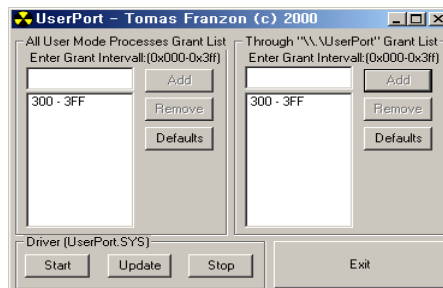 UserPort - Tomas Franzon (c) 2000
All User Mode Processes Grant List
Enter Grant Intervall:(0x000-0x3ff)
Add
300 - 3FF
Remove
Defaults
Through "\\.\UserPort" Grant List
Enter Grant Intervall:(0x000-0x3ff)
Add
300 - 3FF
Remove
Defaults
Driver (UserPort.SYS)
Start Update Stop
Exit